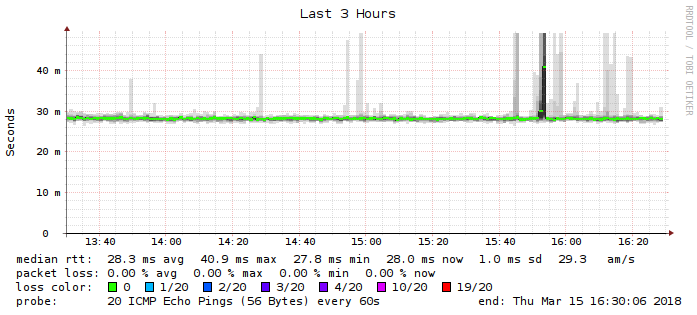 Last 3 Hours
RRDTOOL / TOBI OETIKER
Seconds
40 m
30 m
20 m
10 m
0
13:40 14:00 14:20 14:40 15:00 15:20 15:40 16:00 16:20
median rtt: 28.3 ms avg 40.9 ms max 27.8 ms min 28.0 ms now 1.0 ms sd 29.3 am/s
packet loss: 0.00 % avg 0.00 % max 0.00 % min 0.00 % now
loss color: 0 1/20 2/20 3/20 4/20 10/20 19/20
probe: 20 ICMP Echo Pings (56 Bytes) every 60s end: Thu Mar 15 16:30:06 2018